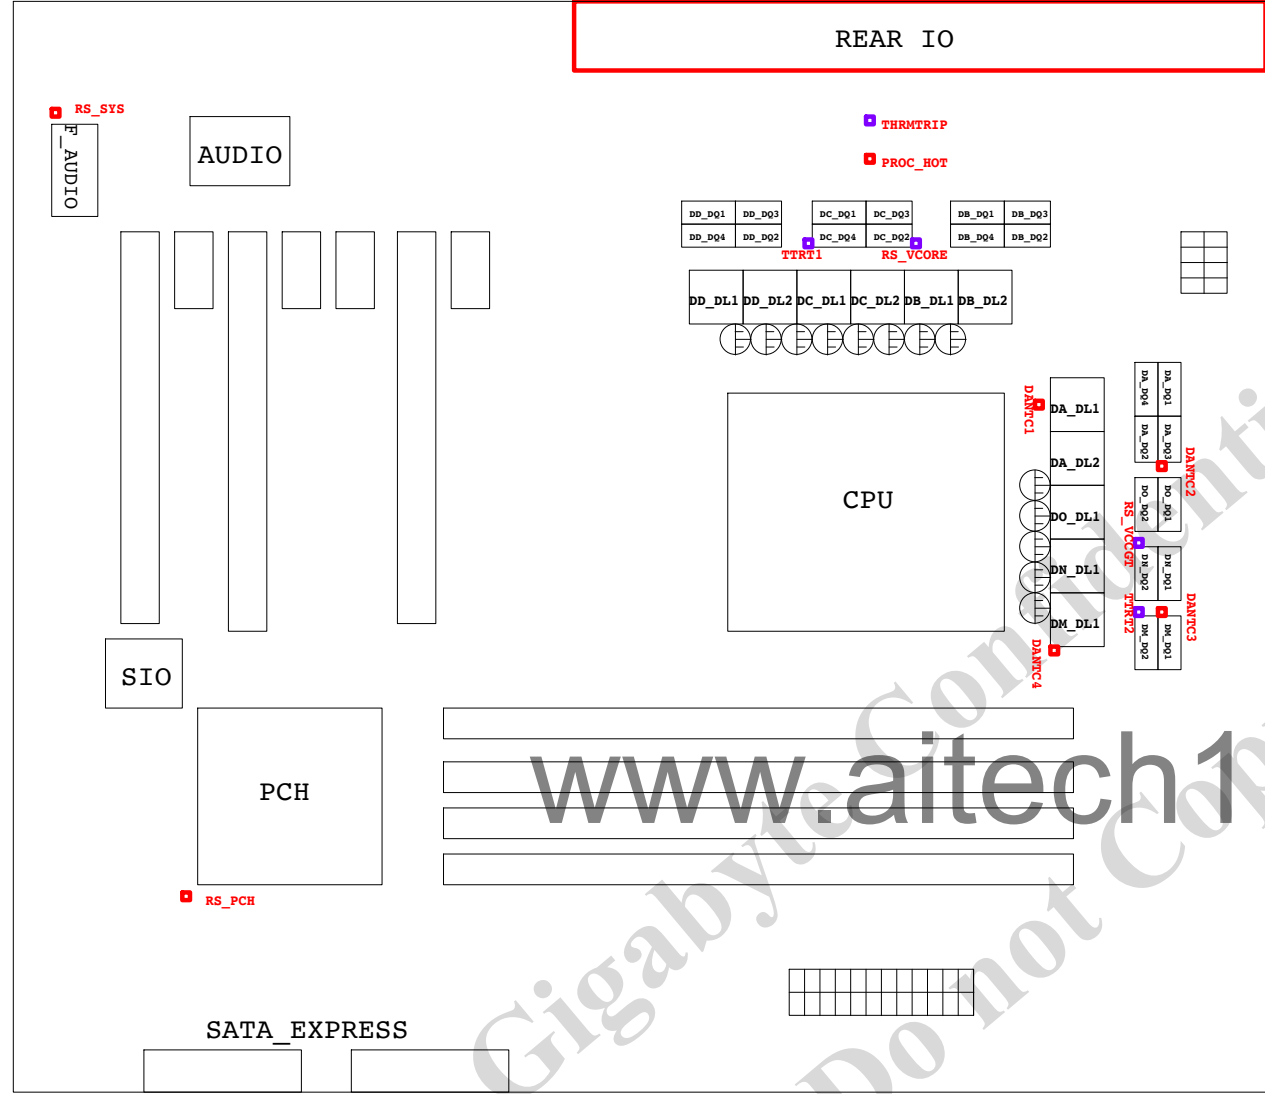 REAR IO
RS_SYS
F_AUDIO
AUDIO
THRMTRIP
PROC_HOT
DD_DQ1 DD_DQ3 DC_DQ1 DC_DQ3 DB_DQ1 DB_DQ3
DD_DQ4 DD_DQ2 DC_DQ4 DC_DQ2 DB_DQ4 DB_DQ2
TTRT1 RS_VCORE
DD_DL1 DD_DL2 DC_DL1 DC_DL2 DB_DL1 DB_DL2
DANTC1
DA_DL1
DA_DQ4 DA_DQ1
DA_DL2
DA_DQ2 DA_DQ3
DANTC2
CPU
DO_DL1
DO_DQ2 DO_DQ1
RS_VCCGT
DN_DL1
DN_DQ2 DN_DQ1
TTRT2
DANTC3
DM_DL1
DM_DQ2 DM_DQ1
DANTC4
SIO
PCH
www.aitech1
RS_PCH
SATA_EXPRESS
Gigabyte Confidenti
Do not Cop